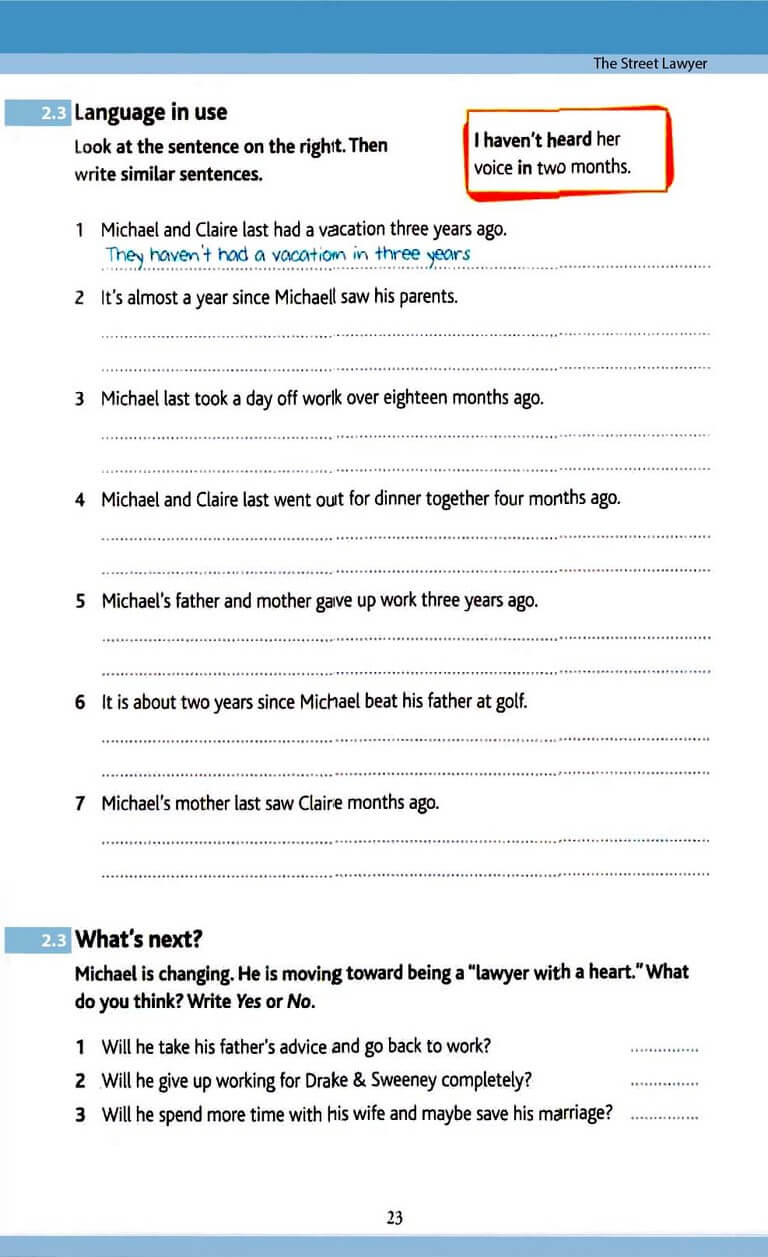 The Street Lawyer
2.3 Language in use
Look at the sentence on the right. Then
write similar sentences.
I haven't heard her
voice in two months.
1 Michael and Claire last had a vacation three years ago.
They haven't had a vacation in three years
2 It's almost a year since Michael saw his parents.
3 Michael last took a day off work over eighteen months ago.
4 Michael and Claire last went out for dinner together four months ago.
5 Michael's father and mother gave up work three years ago.
6 It is about two years since Michael beat his father at golf.
7 Michael's mother last saw Claire months ago.
2.3 What's next?
Michael is changing. He is moving toward being a "lawyer with a heart." What
do you think? Write Yes or No.
1 Will he take his father's advice and go back to work?
2 Will he give up working for Drake & Sweeney completely?
3 Will he spend more time with his wife and maybe save his marriage?
23